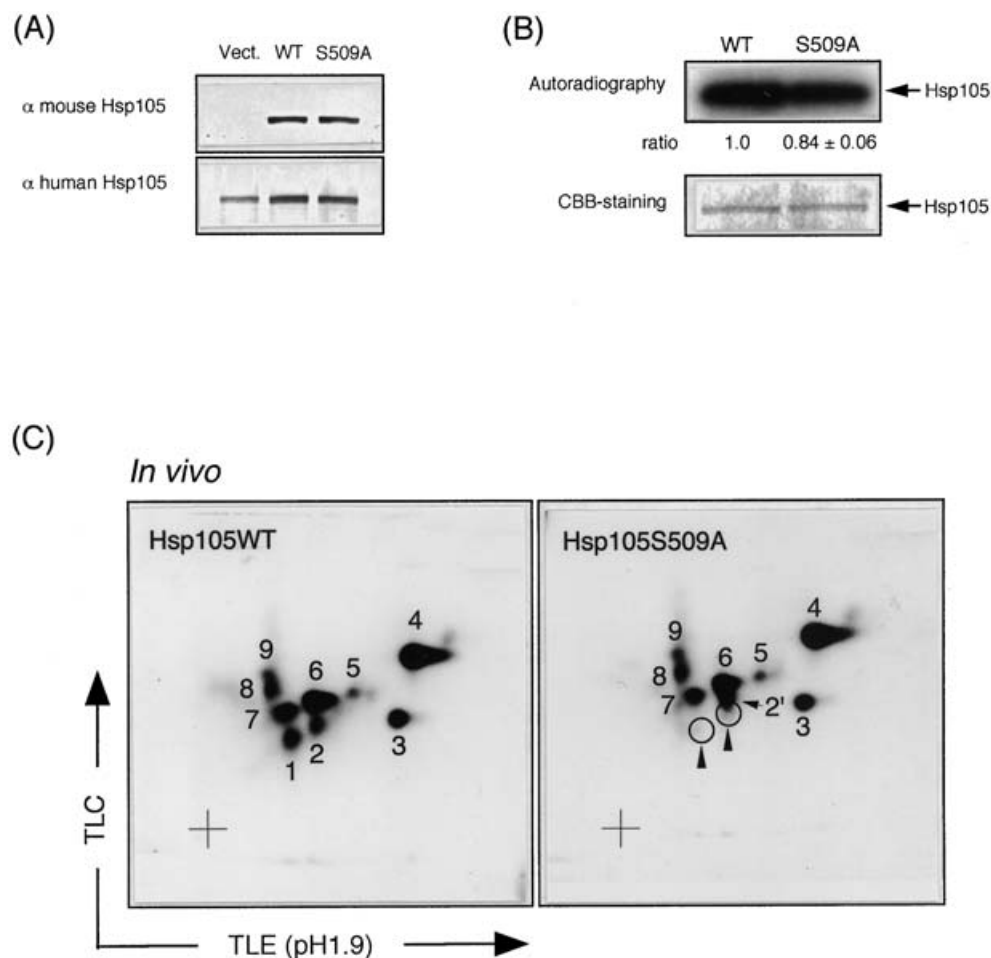 (A)
Vect. WT S509A
α mouse Hsp105
α human Hsp105
(B)
WT S509A
Autoradiography
Hsp105
ratio 1.0 0.84 ± 0.06
CBB-staining
Hsp105
(C)
In vivo
Hsp105WT
4
9
6
5
8
7
2
3
1
Hsp105S509A
4
9
6
5
8
7
2'
3
TLC
TLE (pH1.9)